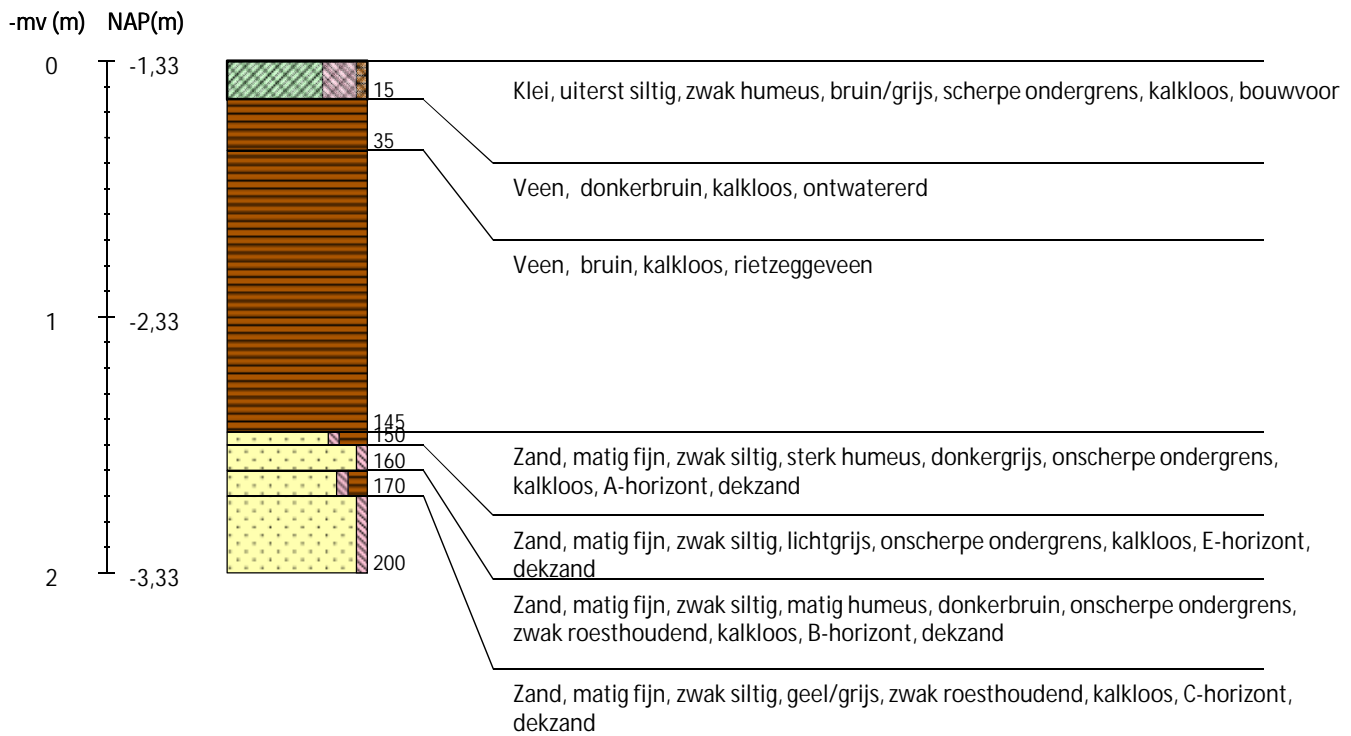 -mv (m) NAP(m)
0 -1,33
15
Klei, uiterst siltig, zwak humeus, bruin/grijs, scherpe ondergrens, kalkloos, bouwvoor
35
Veen, donkerbruin, kalkloos, ontwatererd
Veen, bruin, kalkloos, rietzeggeveen
1 -2,33
145
150
Zand, matig fijn, zwak siltig, sterk humeus, donkergrijs, onscherpe ondergrens,
kalkloos, A-horizont, dekzand
160
170
Zand, matig fijn, zwak siltig, lichtgrijs, onscherpe ondergrens, kalkloos, E-horizont,
dekzand
200
2 -3,33
Zand, matig fijn, zwak siltig, matig humeus, donkerbruin, onscherpe ondergrens,
zwak roesthoudend, kalkloos, B-horizont, dekzand
Zand, matig fijn, zwak siltig, geel/grijs, zwak roesthoudend, kalkloos, C-horizont,
dekzand